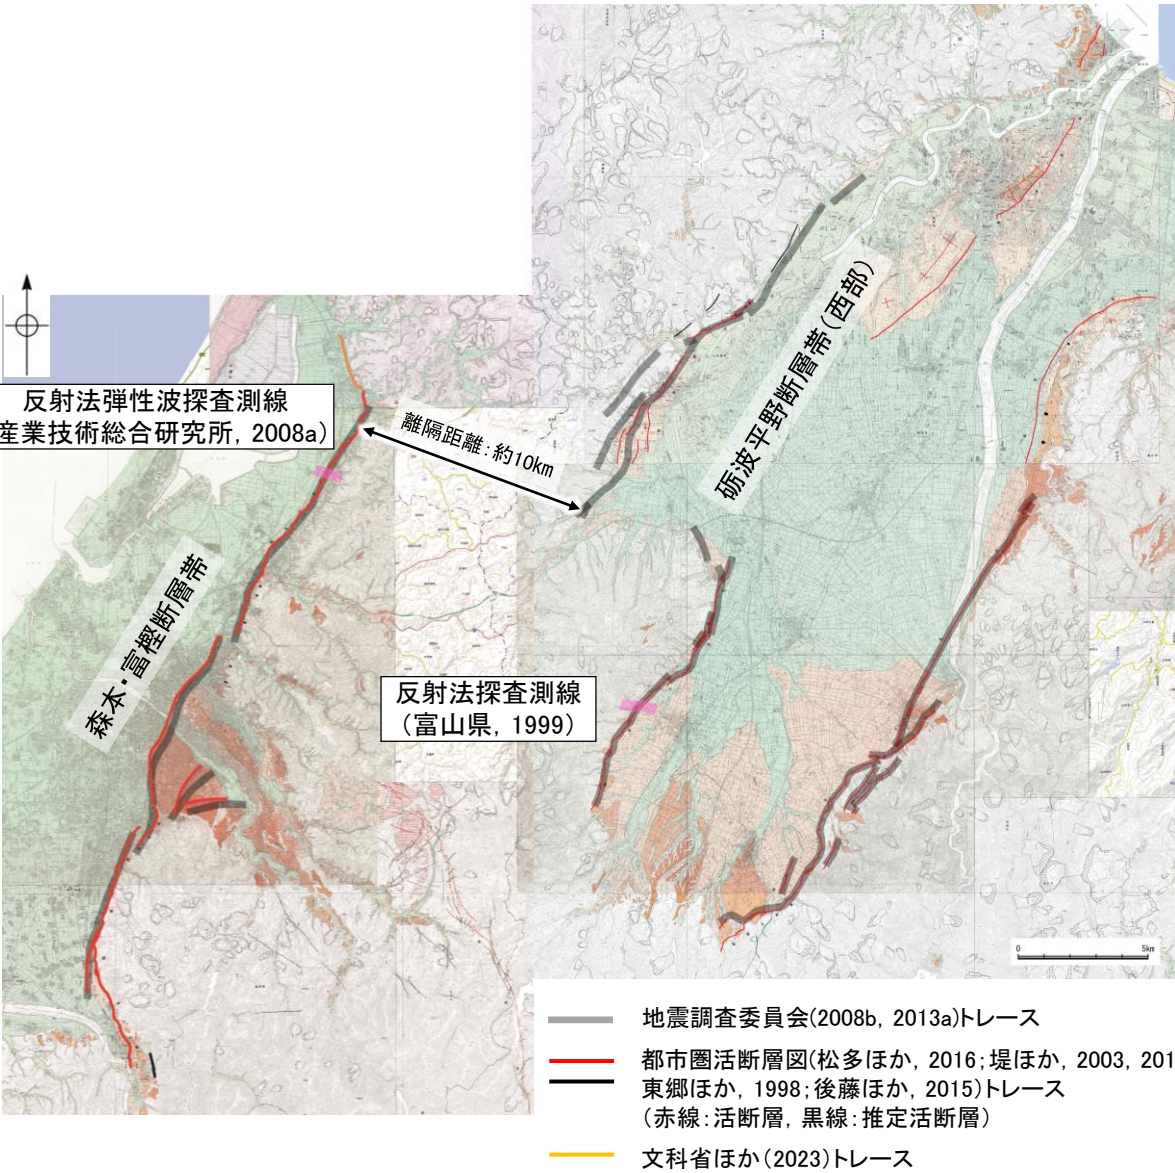 反射法弾性波探査測線
産業技術総合研究所, 2008a)
離隔距離:約10km
砺波平野断層帯(西部)
森本・富樫断層帯
反射法探査測線
(富山県, 1999)
0 5km
地震調査委員会(2008b, 2013a)トレース
都市圏活断層図(松多ほか, 2016;堤ほか, 2003, 201
東郷ほか, 1998;後藤ほか, 2015)トレース
(赤線:活断層, 黒線:推定活断層)
文科省ほか(2023)トレース